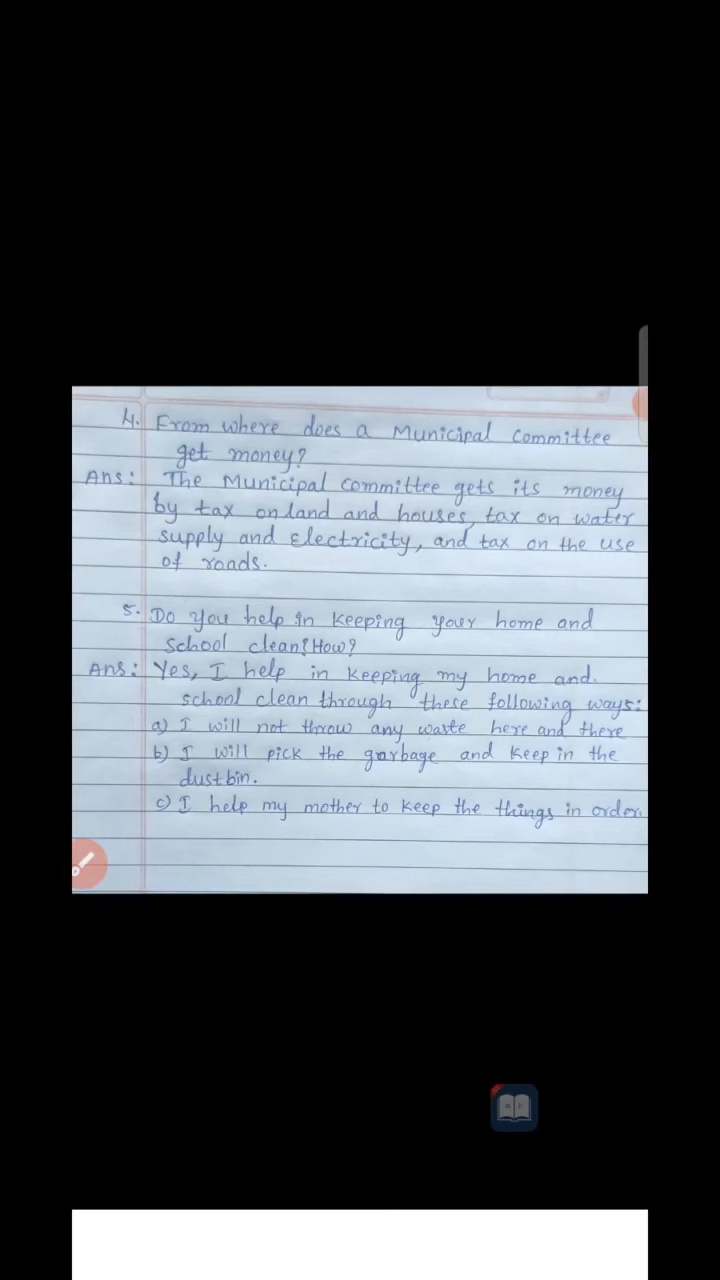 4. From where does a Municipal committee
get money?
Ans: The Municipal committee gets its money
by tax on land and houses, tax on water
supply and Electricity, and tax on the use
of roads.
5. Do you help in keeping your home and
school clean? How?
Ans: Yes, I help in keeping my home and.
school clean through these following ways:
a) I will not throw any waste here and there
b) I will pick the garbage and keep in the
dustbin.
c) I help my mother to keep the things in order.